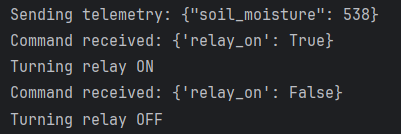 Sending telemetry: {"soil_moisture": 538}
Command received: {'relay_on': True}
Turning relay ON
Command received: {'relay_on': False}
Turning relay OFF